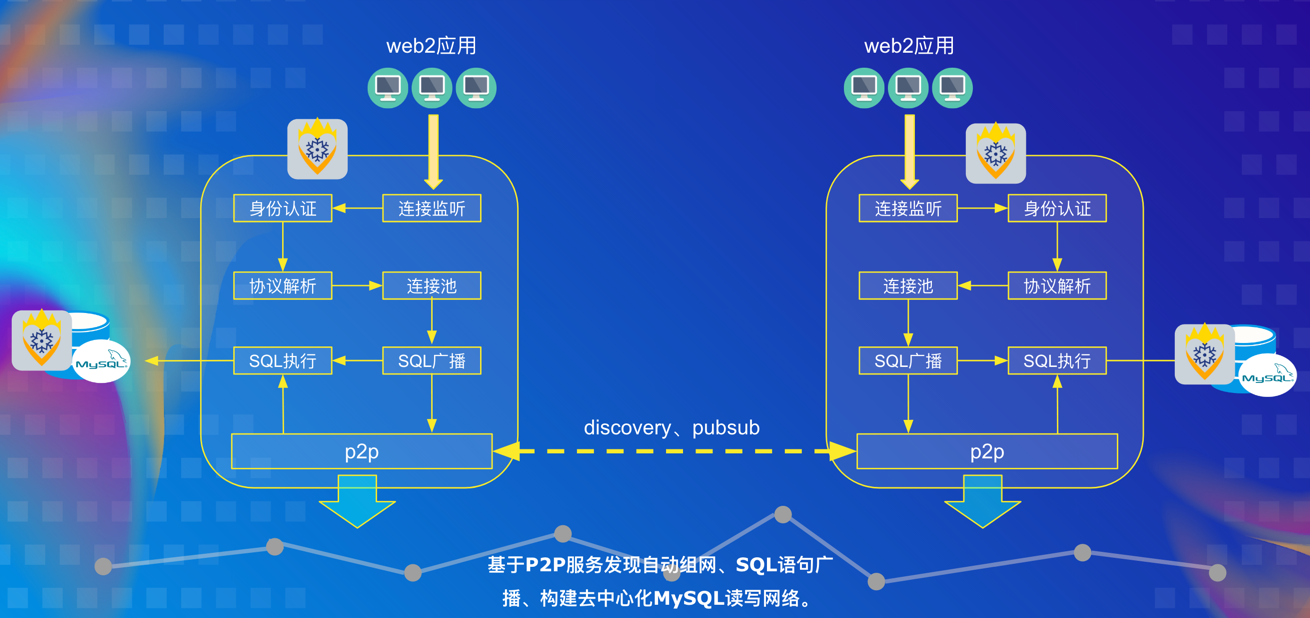 web2应用
web2应用
身份认证
连接监听
连接监听
身份认证
协议解析
连接池
连接池
协议解析
SQL执行
SQL广播
SQL广播
SQL执行
MySQL
MySQL
discovery、pubsub
p2p
p2p
基于P2P服务发现自动组网、SQL语句广
播、构建去中心化MySQL读写网络。